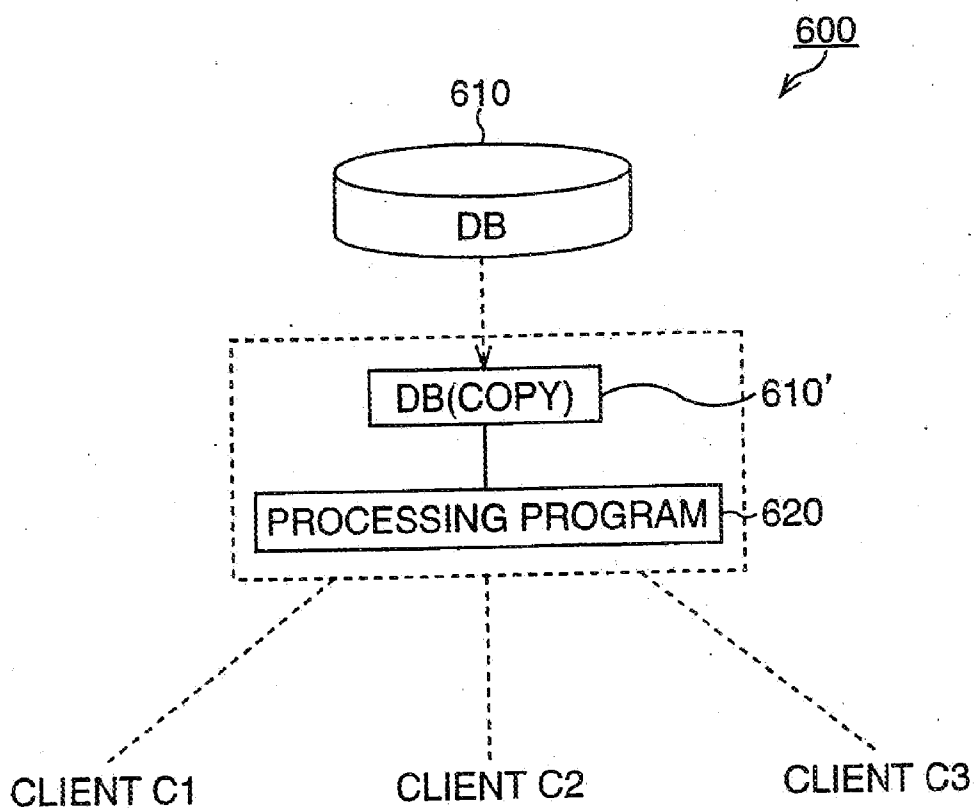 600
610
DB
DB(COPY)
610'
PROCESSING PROGRAM
620
CLIENT C1
CLIENT C2
CLIENT C3